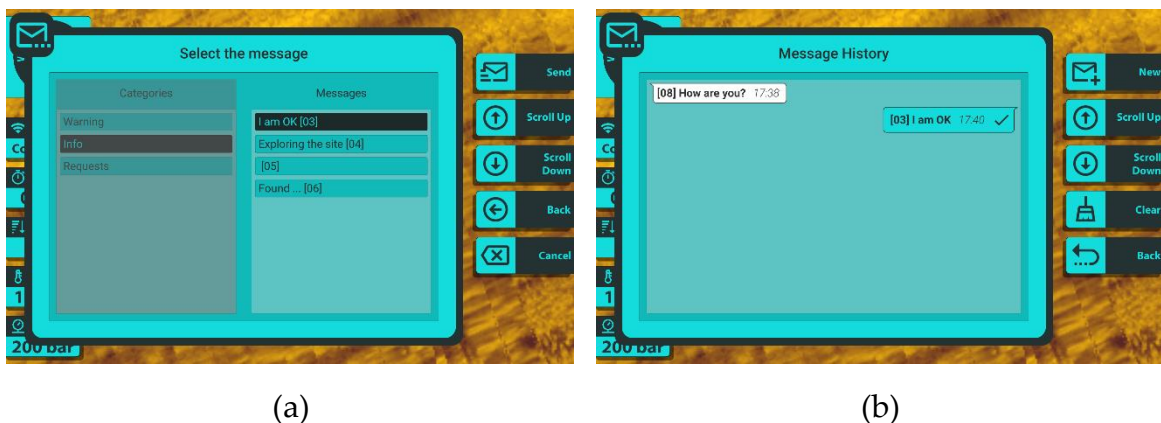 Select the message
Categories
Messages
Warning
Info
Requests
I am OK [03]
Exploring the site [04]
[05]
Found ... [06]
Send
Scroll Up
Scroll
Down
Back
Cancel
1
200 bar
(a)
Message History
[08] How are you? 17:38
[03] I am OK 17:40
New
Scroll Up
Scroll
Down
Clear
Back
1
200 bar
(b)